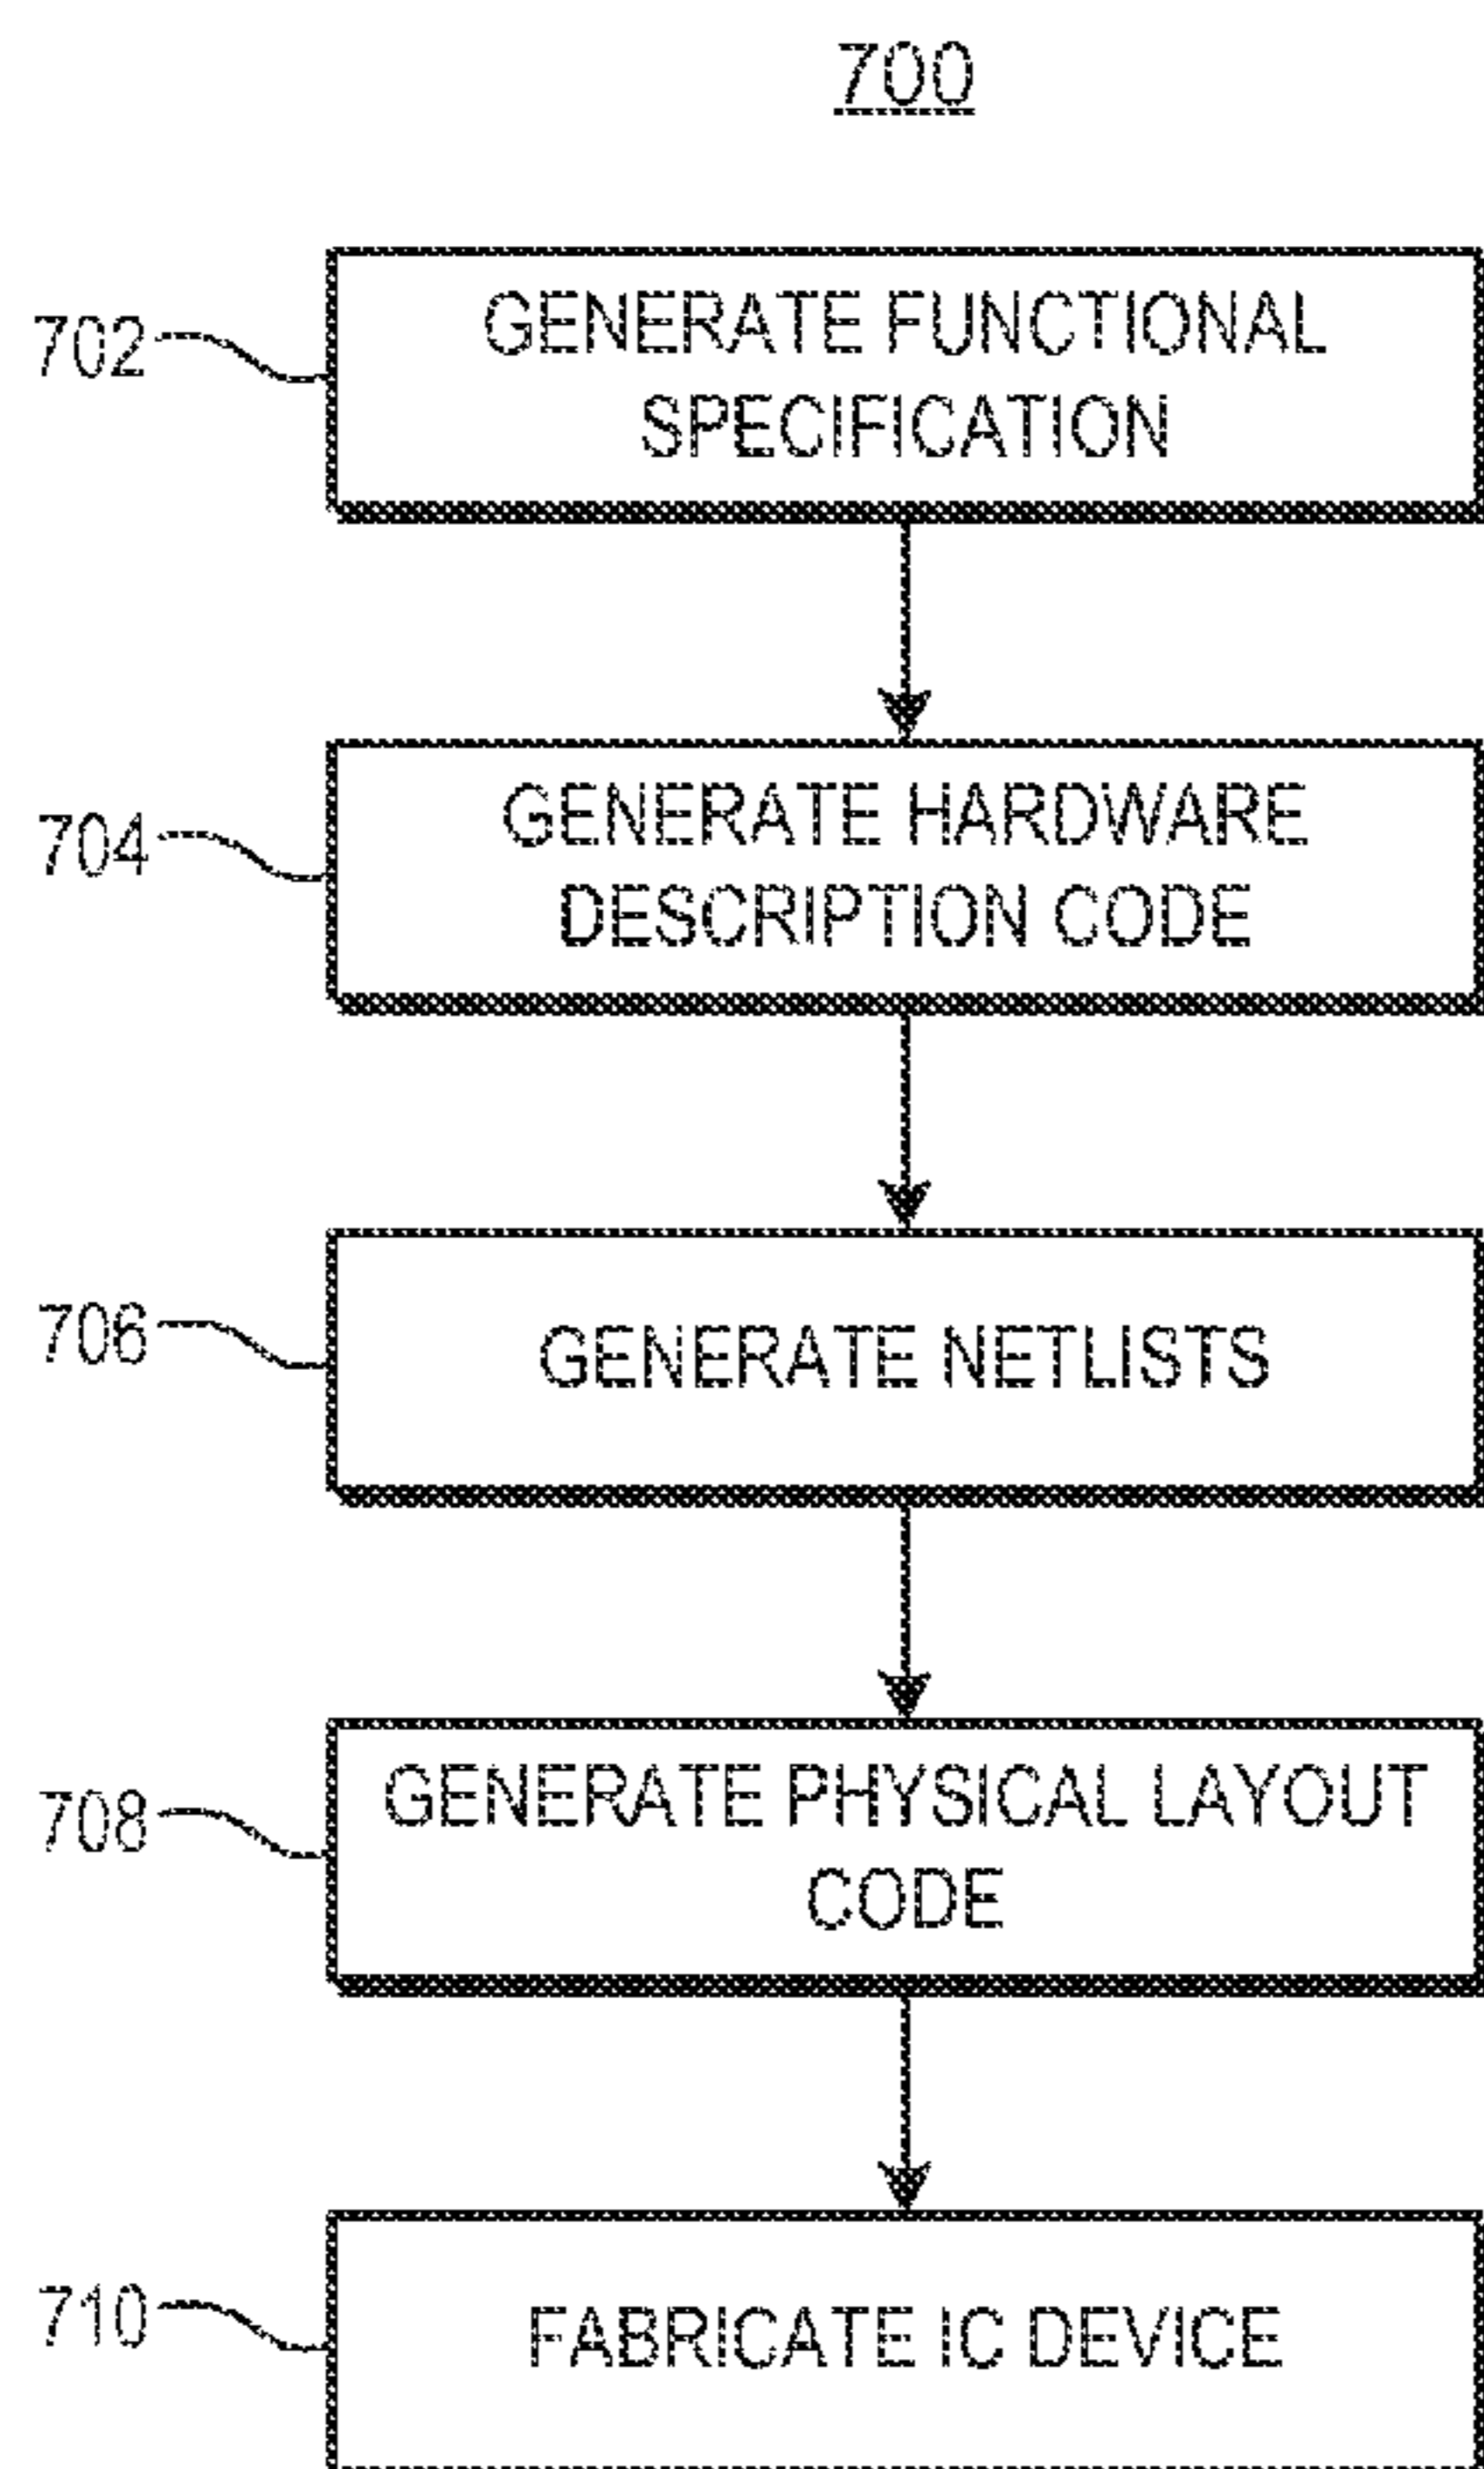 700
702
GENERATE FUNCTIONAL
SPECIFICATION
704
GENERATE HARDWARE
DESCRIPTION CODE
706
GENERATE NETLISTS
708
GENERATE PHYSICAL LAYOUT
CODE
710
FABRICATE IC DEVICE